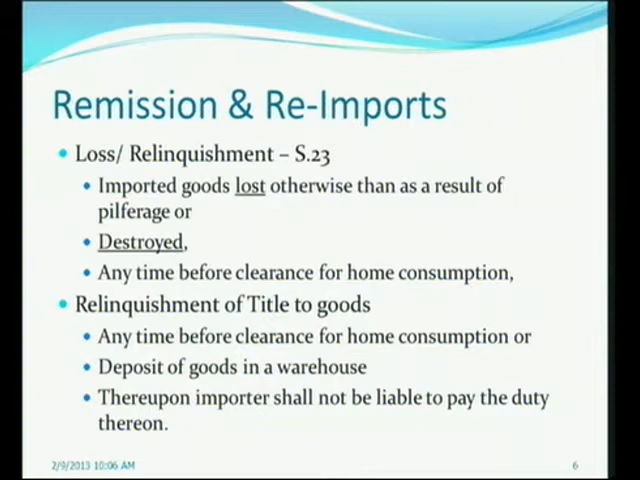 Remission & Re-Imports
Loss/ Relinquishment – S.23
Imported goods lost otherwise than as a result of
pilferage or
Destroyed,
Any time before clearance for home consumption,
Relinquishment of Title to goods
Any time before clearance for home consumption or
Deposit of goods in a warehouse
Thereupon importer shall not be liable to pay the duty
thereon.
2/9/2013 10:06 AM
6